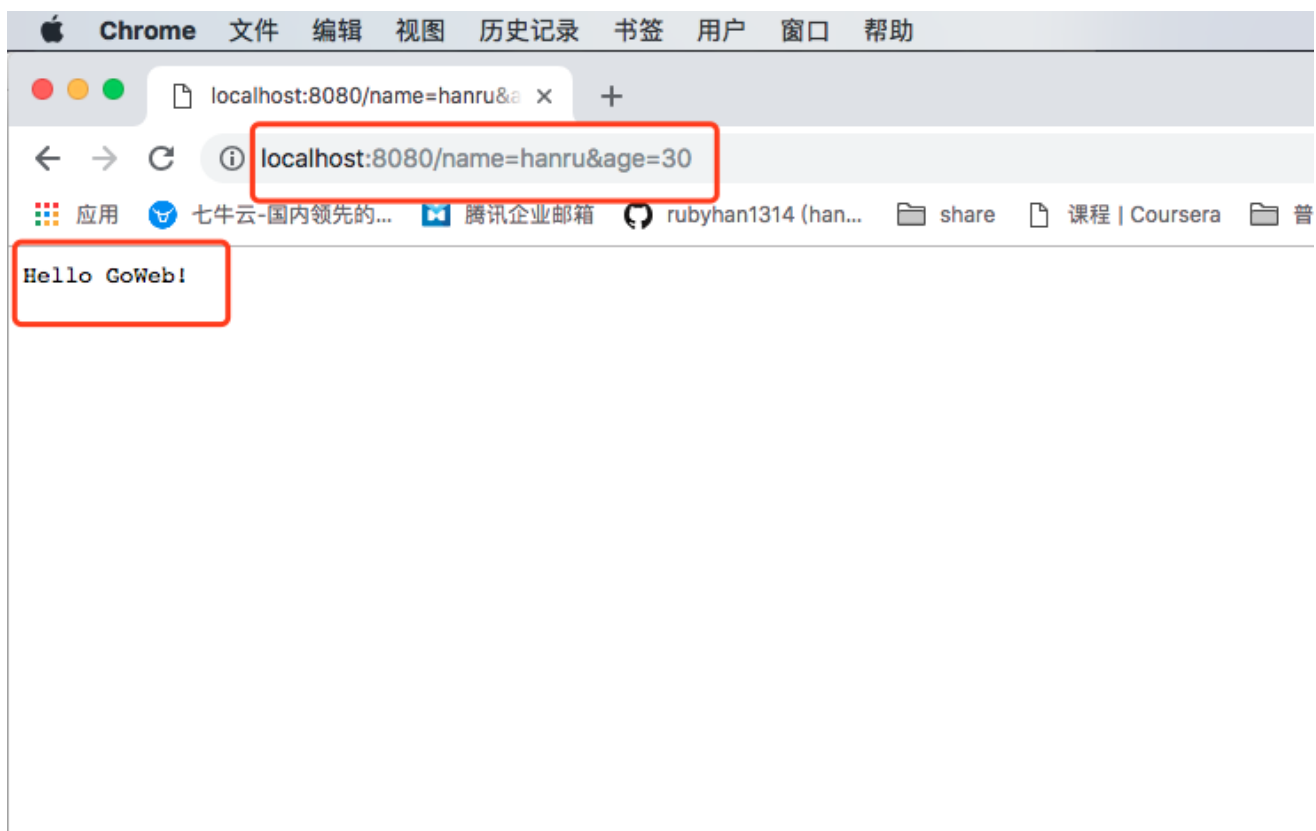 Chrome 文件 编辑 视图 历史记录 书签 用户 窗口 帮助
localhost:8080/name=hanru&a
localhost:8080/name=hanru&age=30
应用 七牛云-国内领先的... 腾讯企业邮箱 rubyhan1314 (han... share 课程 | Coursera 普
Hello GoWeb!